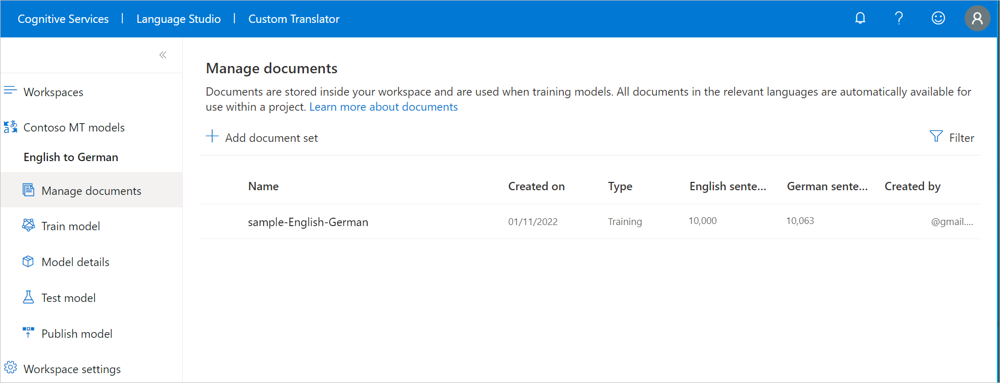 Cognitive Services | Language Studio | Custom Translator
Workspaces
Contoso MT models
English to German
Manage documents
Train model
Model details
Test model
Publish model
Workspace settings
Manage documents
Documents are stored inside your workspace and are used when training models. All documents in the relevant languages are automatically available for
use within a project. Learn more about documents
Add document set
Filter
Name Created on Type English sente... German sente... Created by
sample-English-German 01/11/2022 Training 10,000 10,063 @gmail....